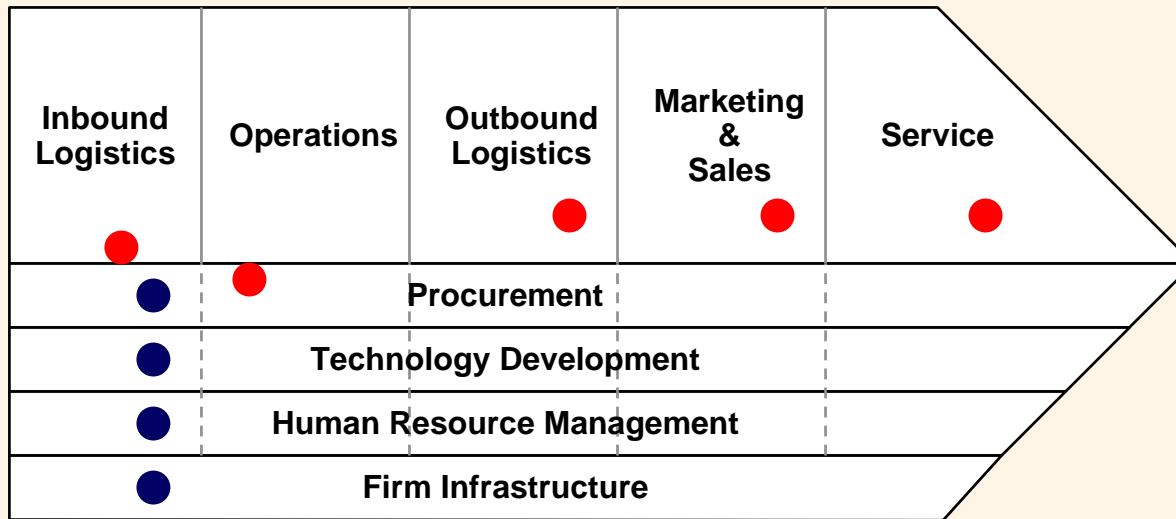 Inbound
Logistics
Operations
Outbound
Logistics
Marketing
&
Sales
Service
Procurement
Technology Development
Human Resource Management
Firm Infrastructure